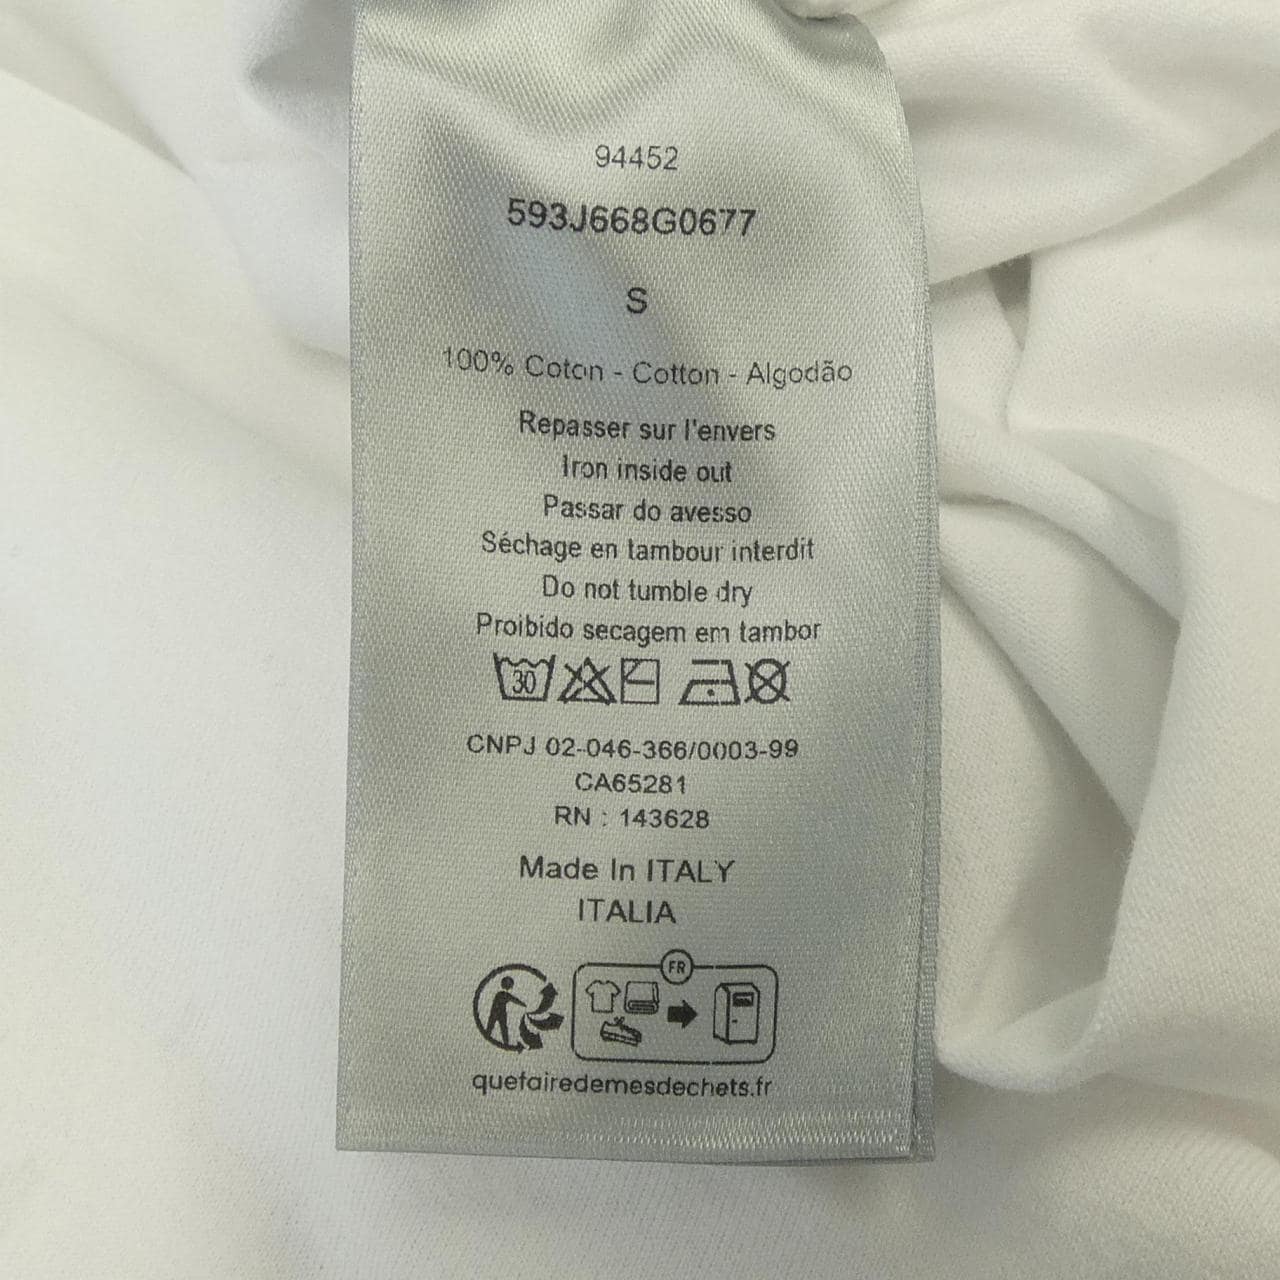 94452
593J668G0677
S
100% Coton - Cotton - Algodão
Repasser sur l'envers
Iron inside out
Passar do avesso
Séchage en tambour interdit
Do not tumble dry
Proibido secagem em tambor
30
CNPJ 02-046-366/0003-99
CA65281
RN : 143628
Made In ITALY
ITALIA
FR
quefairedemesdechets.fr